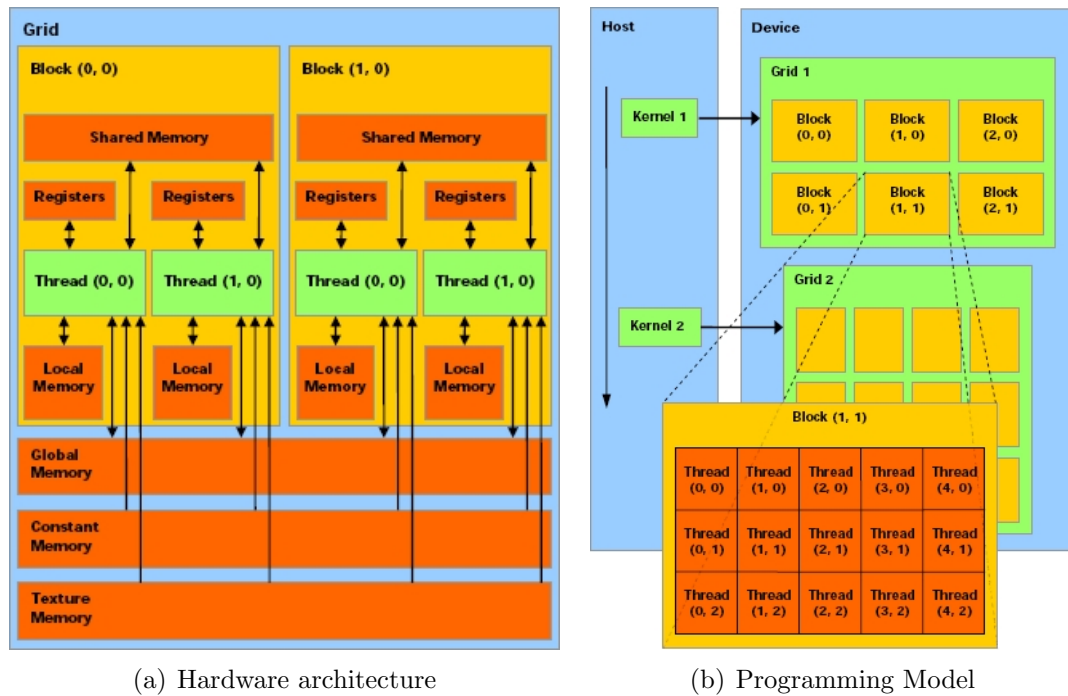 Grid
Block (0, 0)
Block (1, 0)
Shared Memory
Shared Memory
Registers
Registers
Registers
Registers
Thread (0, 0)
Thread (1, 0)
Thread (0, 0)
Thread (1, 0)
Local
Memory
Local
Memory
Local
Memory
Local
Memory
Global
Memory
Constant
Memory
Texture
Memory
(a) Hardware architecture
Host
Device
Grid 1
Kernel 1
Block
(0, 0)
Block
(1, 0)
Block
(2, 0)
Block
(0, 1)
Block
(1, 1)
Block
(2, 1)
Grid 2
Kernel 2
Block (1, 1)
Thread
(0, 0)
Thread
(1, 0)
Thread
(2, 0)
Thread
(3, 0)
Thread
(4, 0)
Thread
(0, 1)
Thread
(1, 1)
Thread
(2, 1)
Thread
(3, 1)
Thread
(4, 1)
Thread
(0, 2)
Thread
(1, 2)
Thread
(2, 2)
Thread
(3, 2)
Thread
(4, 2)
(b) Programming Model